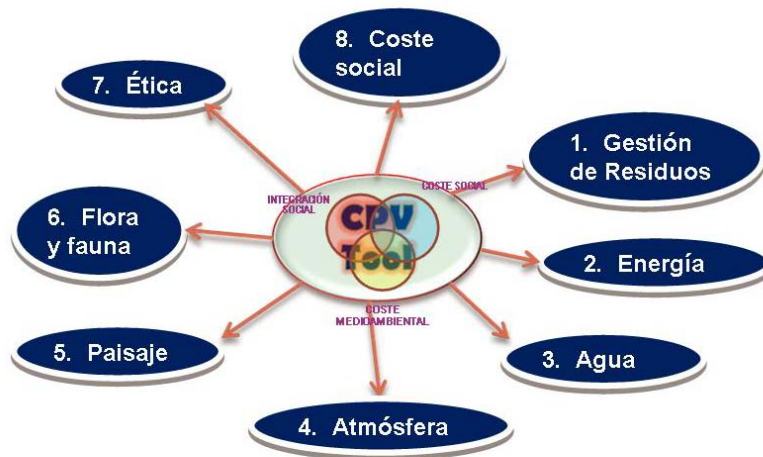 8. Coste
social
7. Ética
1. Gestión
de Residuos
COSTE SOCIAL
INTEGRACIÓN
SOCIAL
CPV
Tool
6. Flora
y fauna
2. Energía
COSTE
MEDIOAMBIENTAL
5. Paisaje
3. Agua
4. Atmósfera